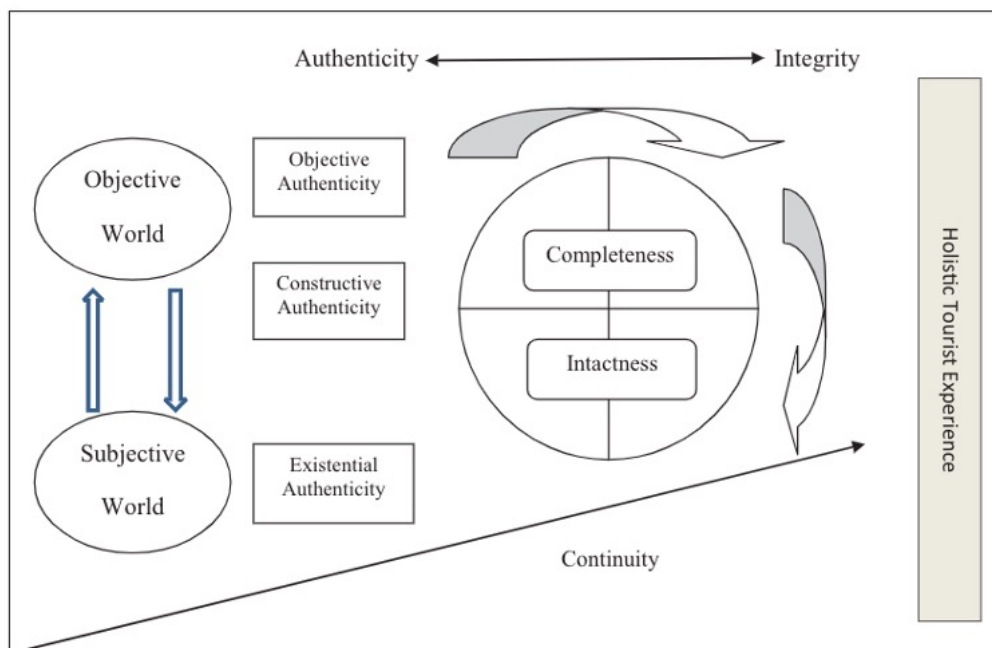 Authenticity
Integrity
Objective
World
Objective
Authenticity
Constructive
Authenticity
Subjective
World
Existential
Authenticity
Completeness
Intactness
Continuity
Holistic Tourist Experience